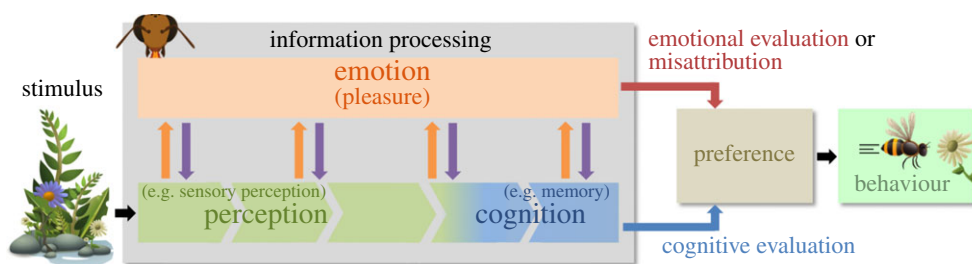 information processing
emotional evaluation or
misattribution
emotion
(pleasure)
stimulus
preference
behaviour
(e.g. sensory perception)
perception
(e.g. memory)
cognition
cognitive evaluation